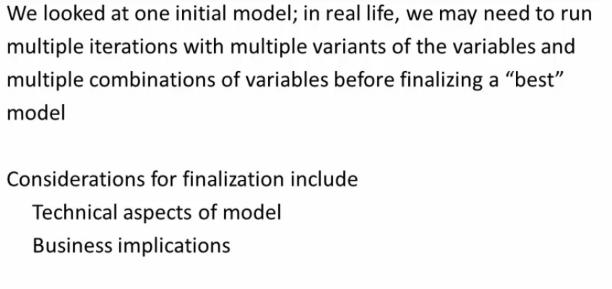 We looked at one initial model; in real life, we may need to run
multiple iterations with multiple variants of the variables and
multiple combinations of variables before finalizing a “best”
model
Considerations for finalization include
Technical aspects of model
Business implications